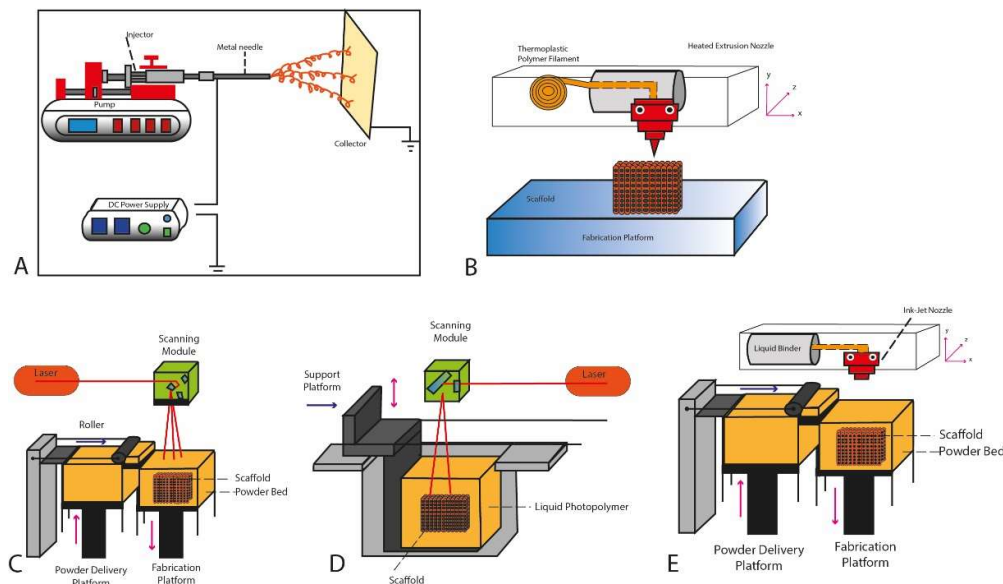 Injector
Metal needle
Pump
Collector
DC Power Supply
A
Thermoplastic
Polymer Filament
Heated Extrusion Nozzle
y
z
x
Scaffold
Fabrication Platform
B
Scanning
Module
Laser
Roller
Scaffold
Powder Bed
C
Powder Delivery
Platform
Fabrication
Platform
Scanning
Module
Support
Platform
Laser
Liquid Photopolymer
D
Scaffold
Ink-Jet Nozzle
Liquid Binder
y
z
x
Scaffold
Powder Bed
E
Powder Delivery
Platform
Fabrication
Platform